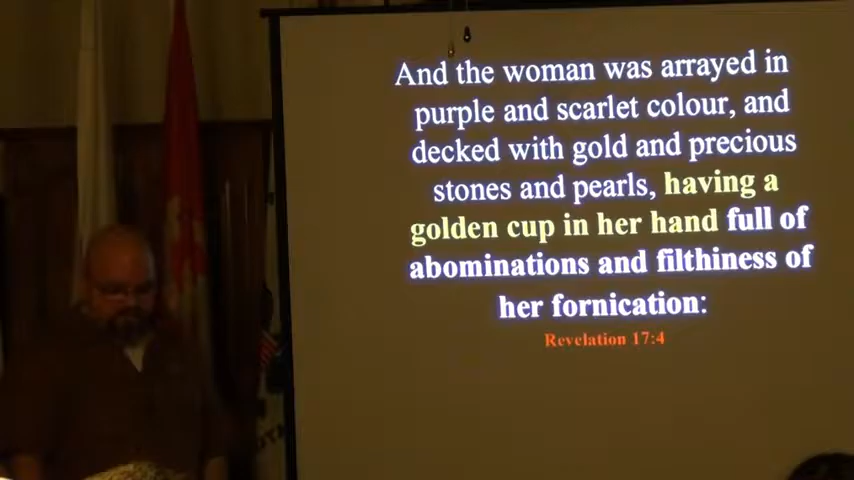 And the woman was arrayed in
purple and scarlet colour, and
decked with gold and precious
stones and pearls, having a
golden cup in her hand full of
abominations and filthiness of
her fornication:
Revelation 17:4